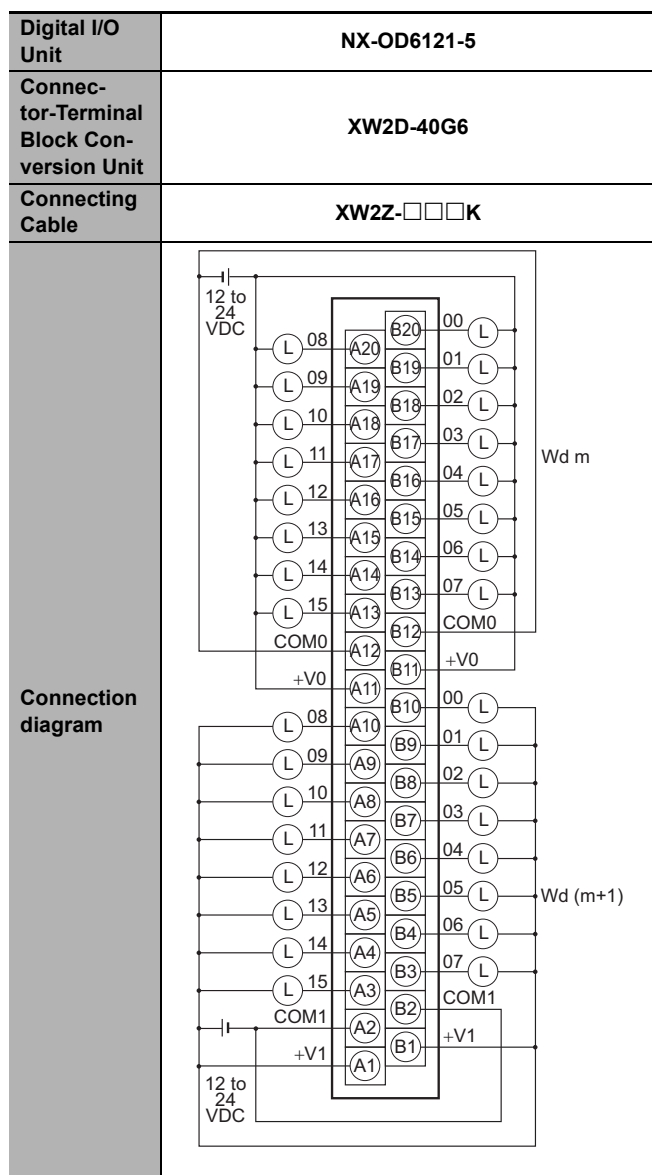 Digital I/O
Unit
NX-OD6121-5
Connec-
tor-Terminal
Block Con-
version Unit
XW2D-40G6
Connecting
Cable
XW2Z-□□□K
Connection
diagram
12 to
24
VDC
L 08 A20 B20 00 L
L 09 A19 B19 01 L
L 10 A18 B18 02 L
L 11 A17 B17 03 L
Wd m
L 12 A16 B16 04 L
L 13 A15 B15 05 L
L 14 A14 B14 06 L
L 15 A13 B13 07 L
COM0 A12 B12 COM0
+V0 A11 B11 +V0
L 08 A10 B10 00 L
L 09 A9 B9 01 L
L 10 A8 B8 02 L
L 11 A7 B7 03 L
L 12 A6 B6 04 L
L 13 A5 B5 05 L
Wd (m+1)
L 14 A4 B4 06 L
L 15 A3 B3 07 L
COM1 A2 B2 COM1
+V1 A1 B1 +V1
12 to
24
VDC